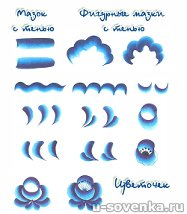 Мазок
с тенью
Фигурные мазки
с тенью
Цветочек
u-sovenka.ru